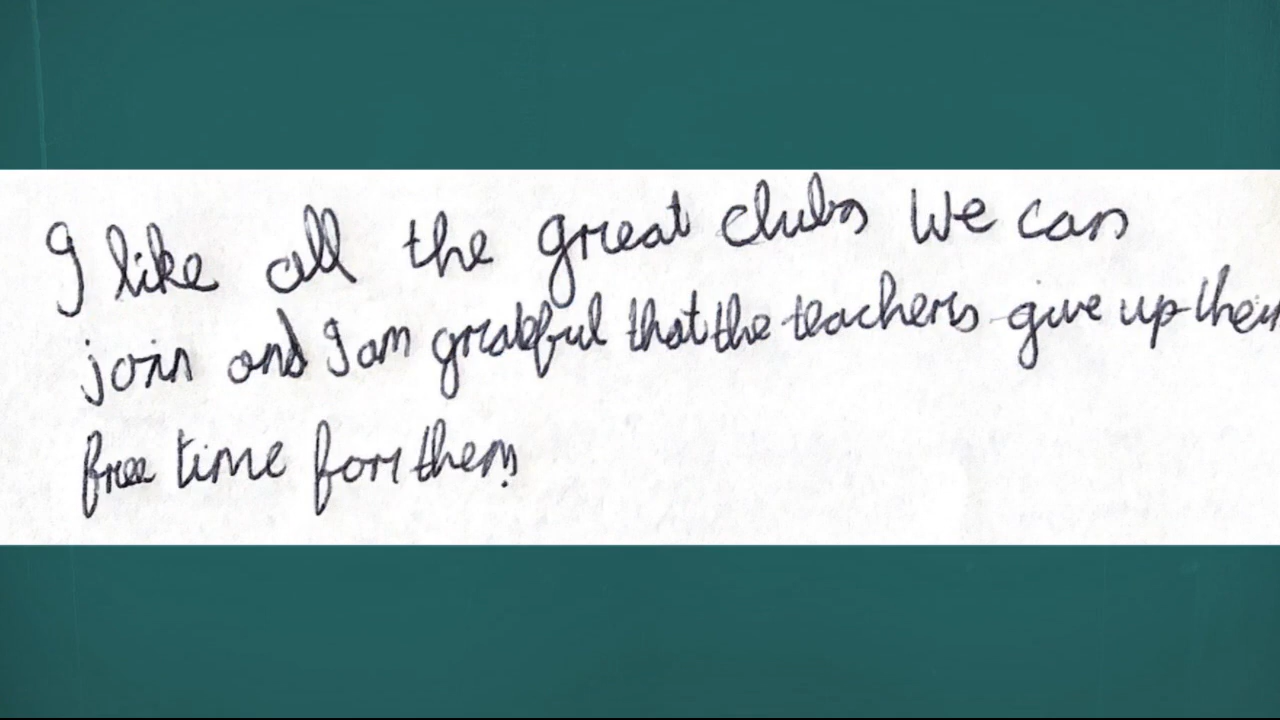 I like all the great clubs We can
join and I am grateful that the teachers give up their
free time for them.